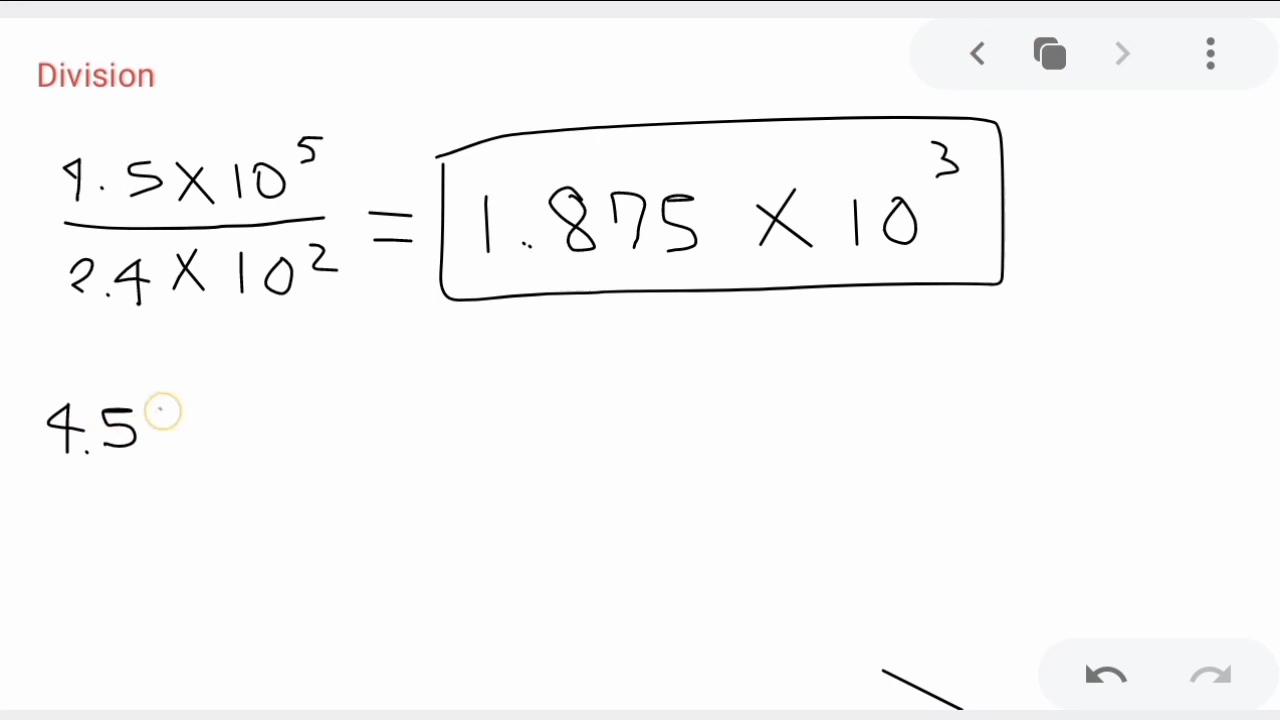 Division
4.5 X 10^5
2.4 X 10^2
= 1.875 X 10^3
4.5